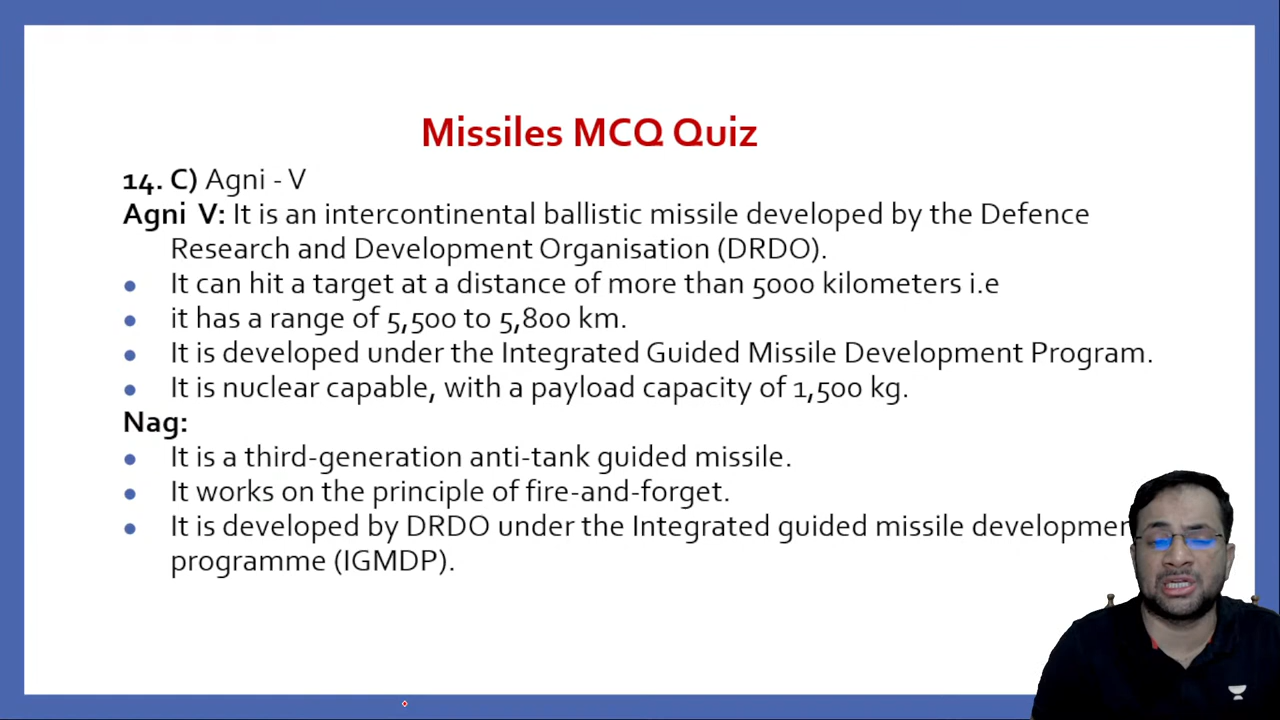 Missiles MCQ Quiz
14. C) Agni - V
Agni V: It is an intercontinental ballistic missile developed by the Defence
Research and Development Organisation (DRDO).
It can hit a target at a distance of more than 5000 kilometers i.e
it has a range of 5,500 to 5,800 km.
It is developed under the Integrated Guided Missile Development Program.
It is nuclear capable, with a payload capacity of 1,500 kg.
Nag:
It is a third-generation anti-tank guided missile.
It works on the principle of fire-and-forget.
It is developed by DRDO under the Integrated guided missile developmen
programme (IGMDP).